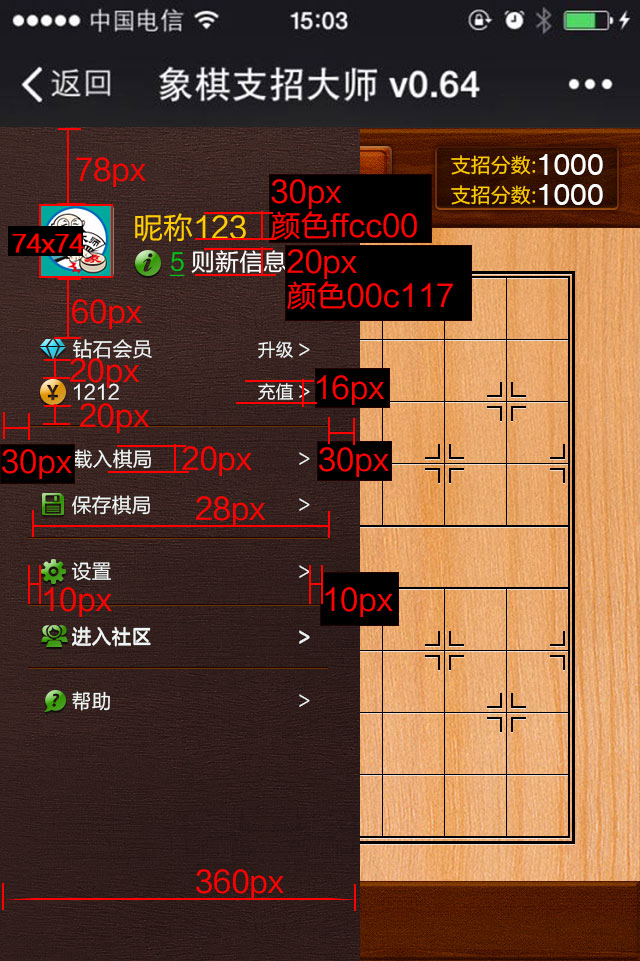 中国电信 15:03
返回 象棋支招大师 v0.64
78px
支招分数:1000
支招分数:1000
74x74
昵称123
30px
颜色ffcc00
5 则新信息
20px
颜色00c117
60px
钻石会员 升级 >
20px
1212 充值 >
16px
20px
30px
载入棋局 >
20px
30px
保存棋局 >
28px
设置 >
10px
10px
进入社区 >
帮助 >
360px